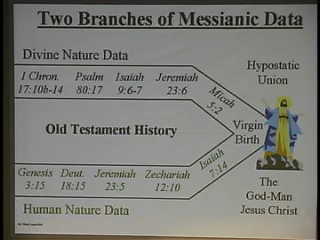 Two Branches of Messianic Data
Divine Nature Data
I Chron. Psalm Isaiah Jeremiah
17:10b-14 80:17 9:6-7 23:6
Micah
5:2
Hypostatic
Union
Old Testament History
Virgin
Birth
Isaiah
7:14
Genesis Deut. Jeremiah Zechariah
3:15 18:15 23:5 12:10
Human Nature Data
The
God-Man
Jesus Christ